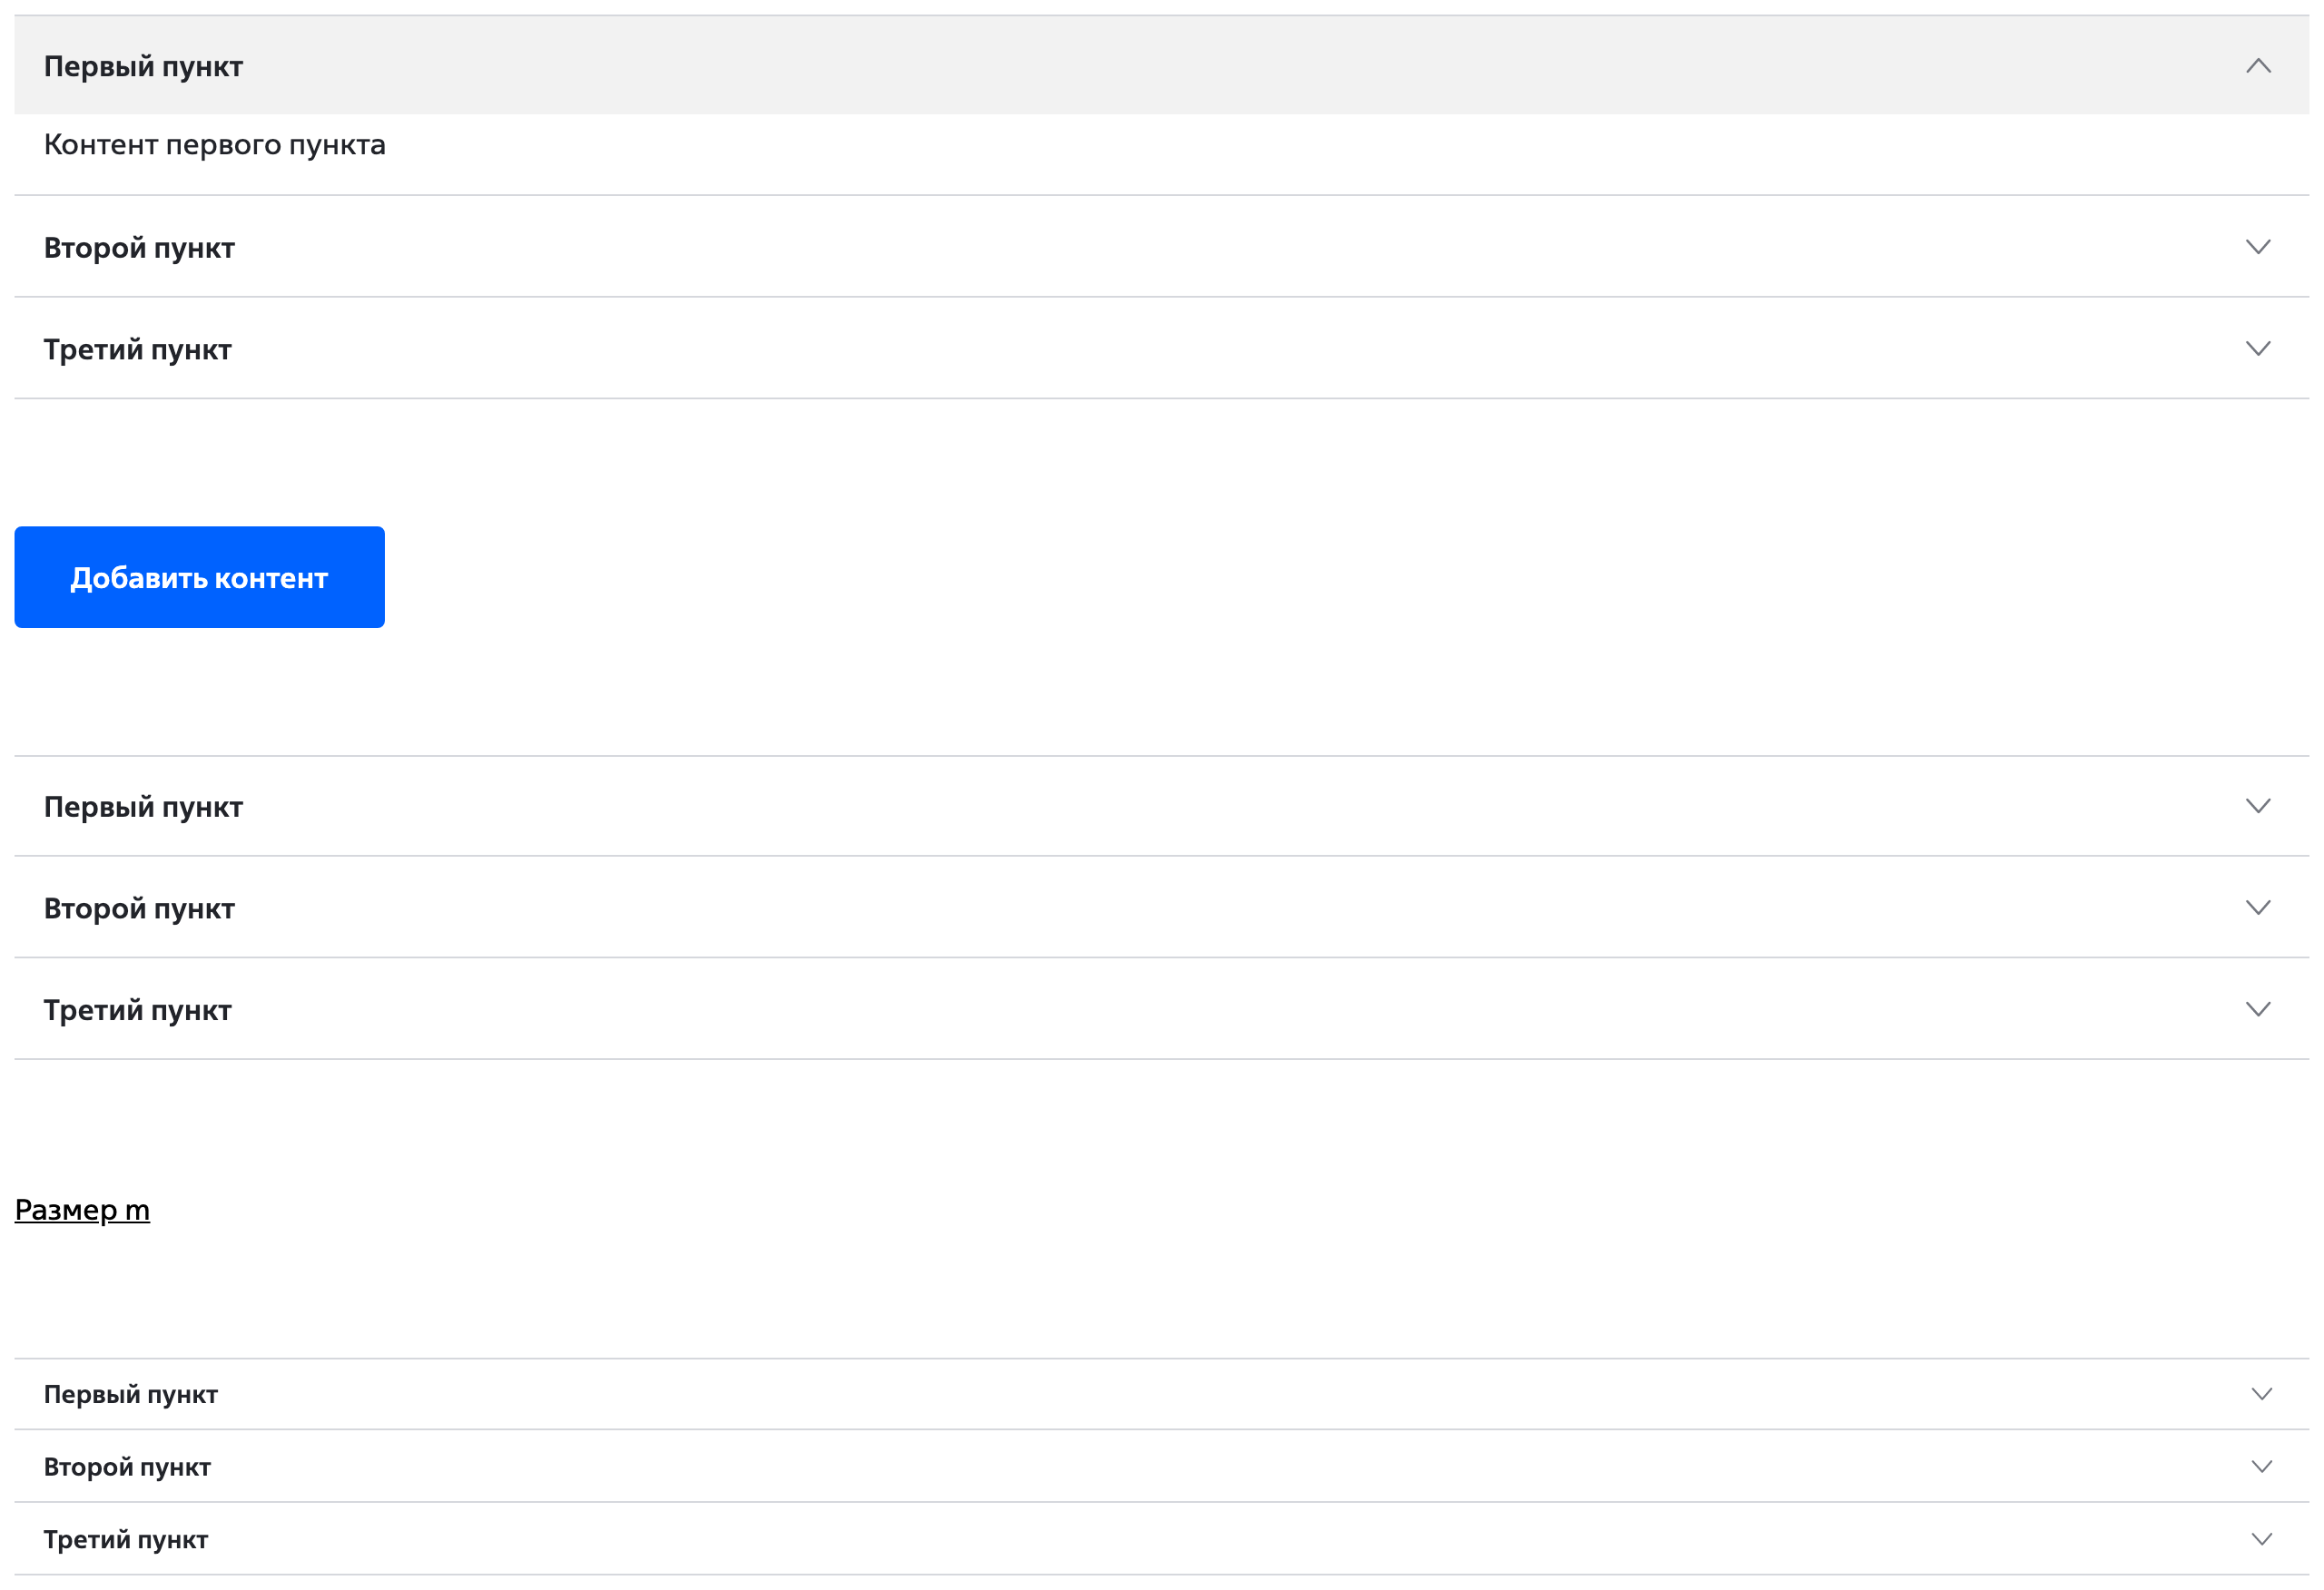 Первый пункт
Контент первого пункта
Второй пункт
Третий пункт
Добавить контент
Первый пункт
Второй пункт
Третий пункт
Размер m
Первый пункт
Второй пункт
Третий пункт